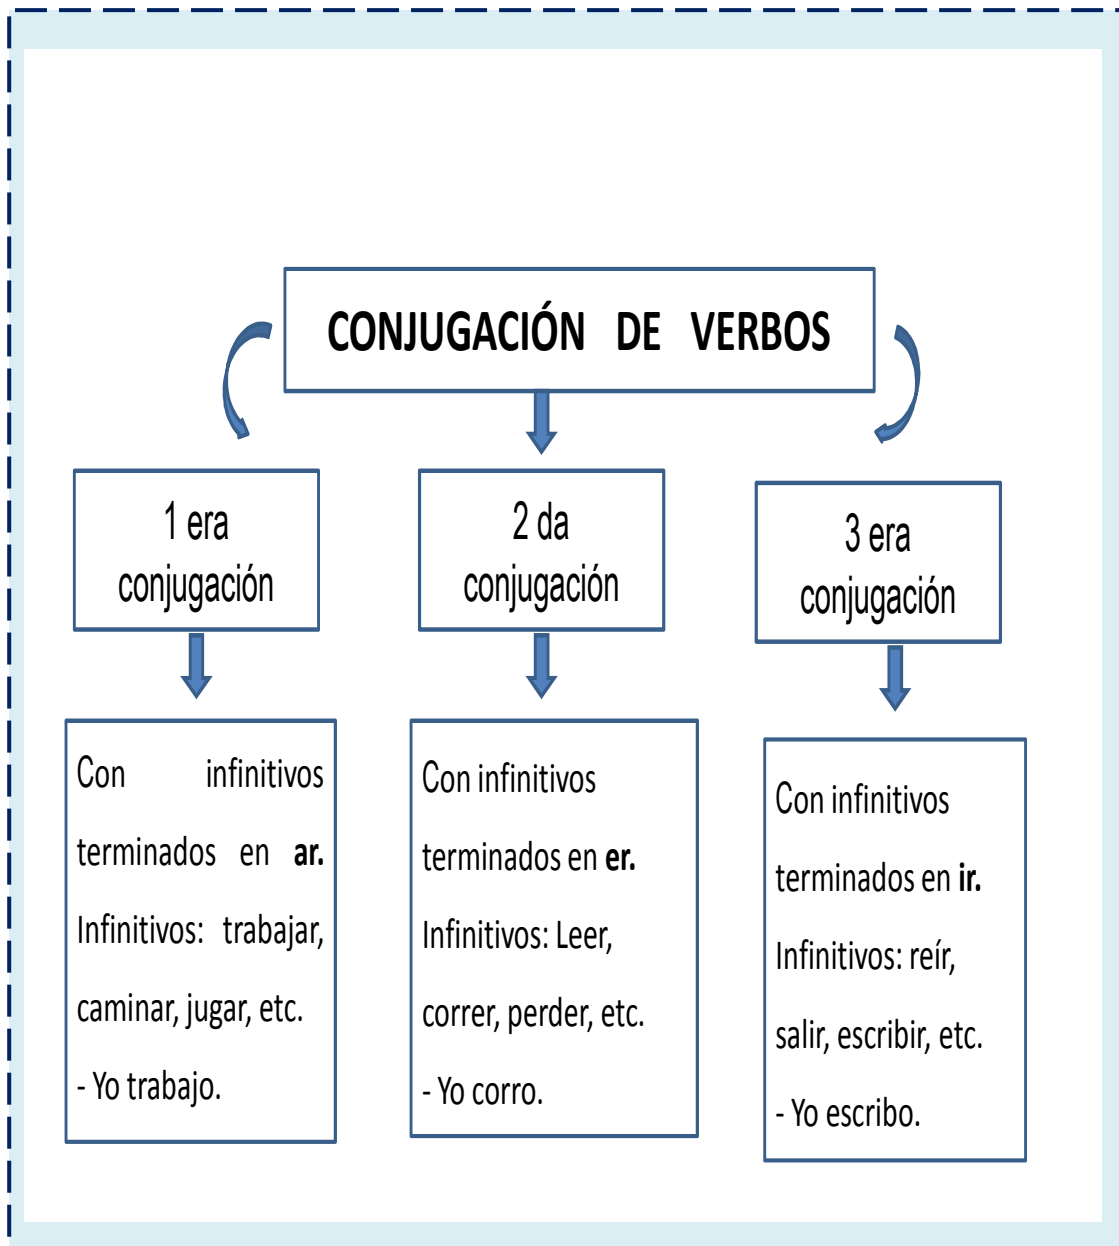 CONJUGACIÓN DE VERBOS
1 era
conjugación
2 da
conjugación
3 era
conjugación
Con infinitivos
terminados en ar.
Infinitivos: trabajar,
caminar, jugar, etc.
- Yo trabajo.
Con infinitivos
terminados en er.
Infinitivos: Leer,
correr, perder, etc.
- Yo corro.
Con infinitivos
terminados en ir.
Infinitivos: reír,
salir, escribir, etc.
- Yo escribo.